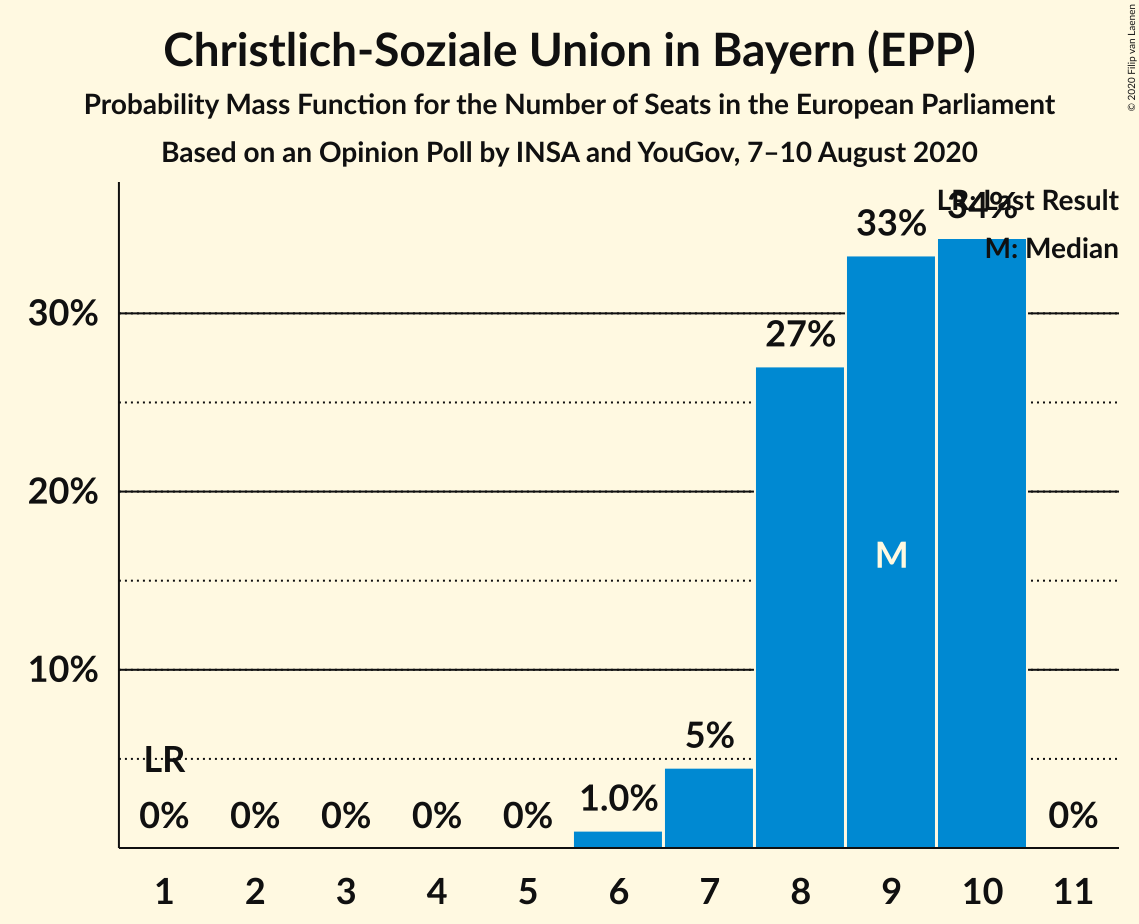 Christlich-Soziale Union in Bayern (EPP)
Probability Mass Function for the Number of Seats in the European Parliament
Based on an Opinion Poll by INSA and YouGov, 7–10 August 2020
© 2020 Filip van Laenen
LR: Last Result
M: Median
34%
33%
30%
27%
20%
M
10%
5%
LR
1.0%
0% 0% 0% 0% 0% 0%
1 2 3 4 5 6 7 8 9 10 11